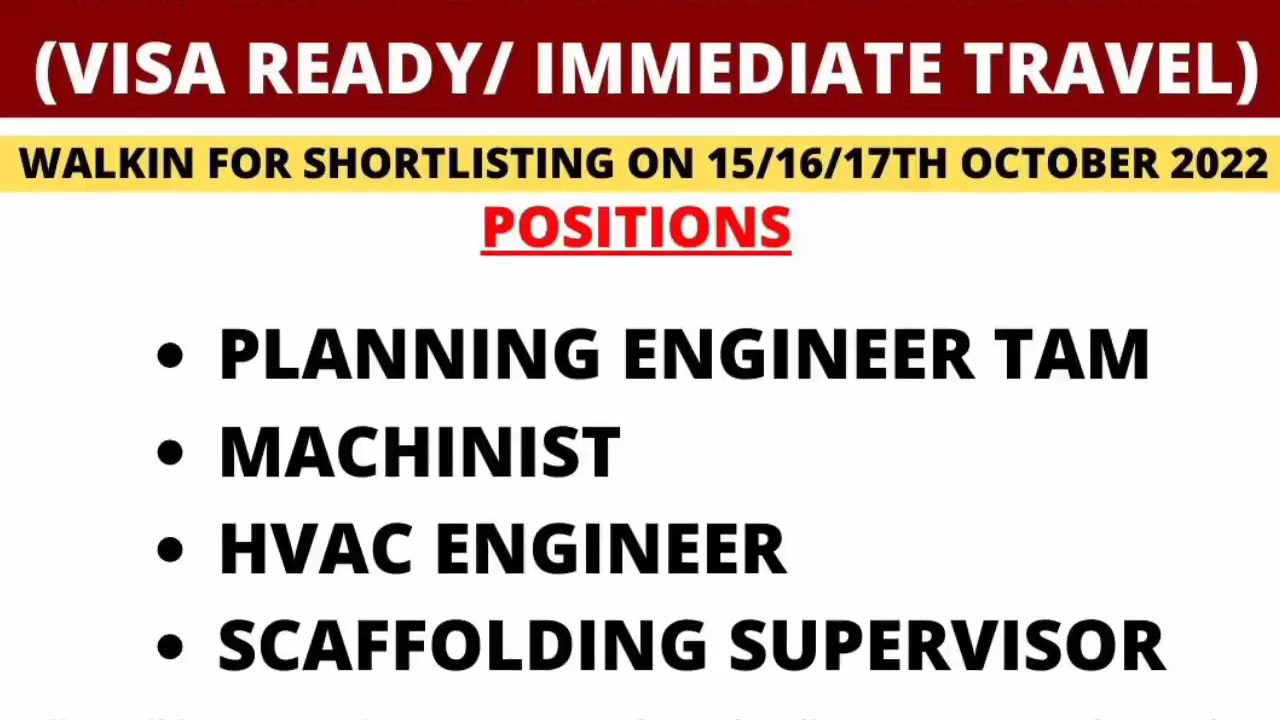 (VISA READY/ IMMEDIATE TRAVEL)
WALKIN FOR SHORTLISTING ON 15/16/17TH OCTOBER 2022
POSITIONS
• PLANNING ENGINEER TAM
• MACHINIST
• HVAC ENGINEER
• SCAFFOLDING SUPERVISOR